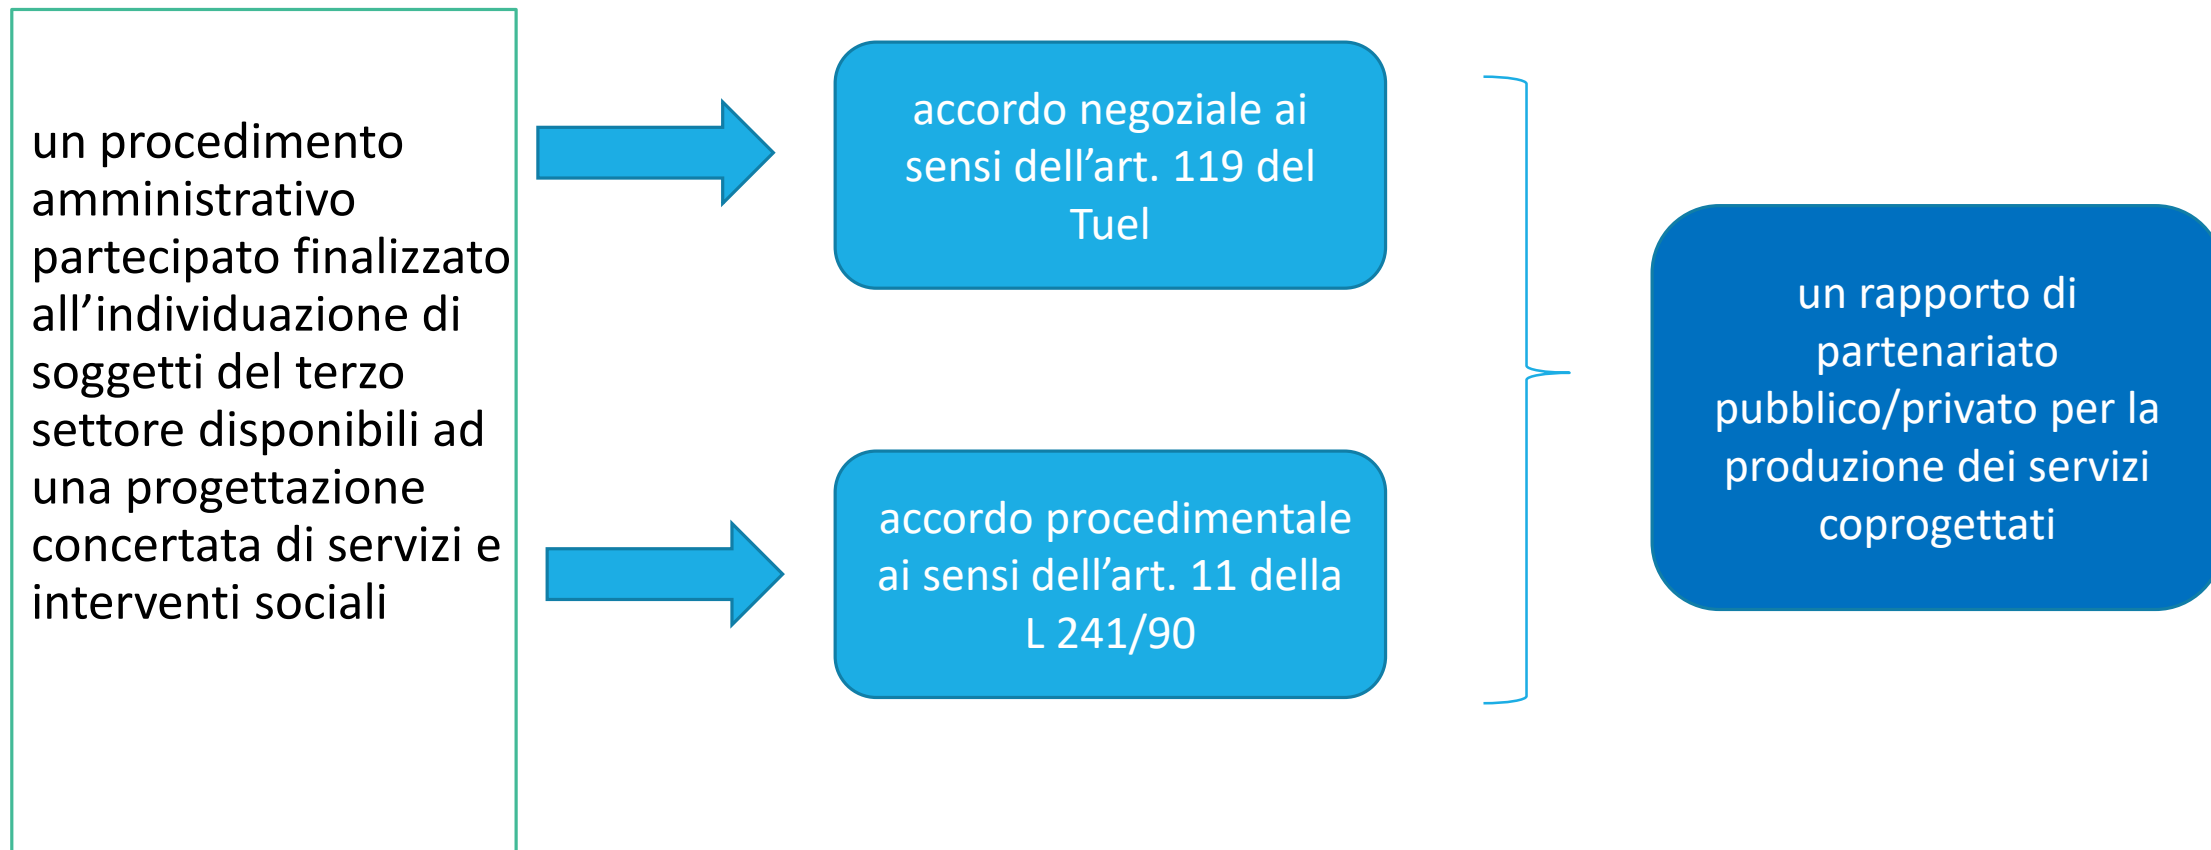 un procedimento
amministrativo
partecipato finalizzato
all’individuazione di
soggetti del terzo
settore disponibili ad
una progettazione
concertata di servizi e
interventi sociali
accordo negoziale ai
sensi dell’art. 119 del
Tuel
accordo procedimentale
ai sensi dell’art. 11 della
L 241/90
un rapporto di
partenariato
pubblico/privato per la
produzione dei servizi
coprogettati